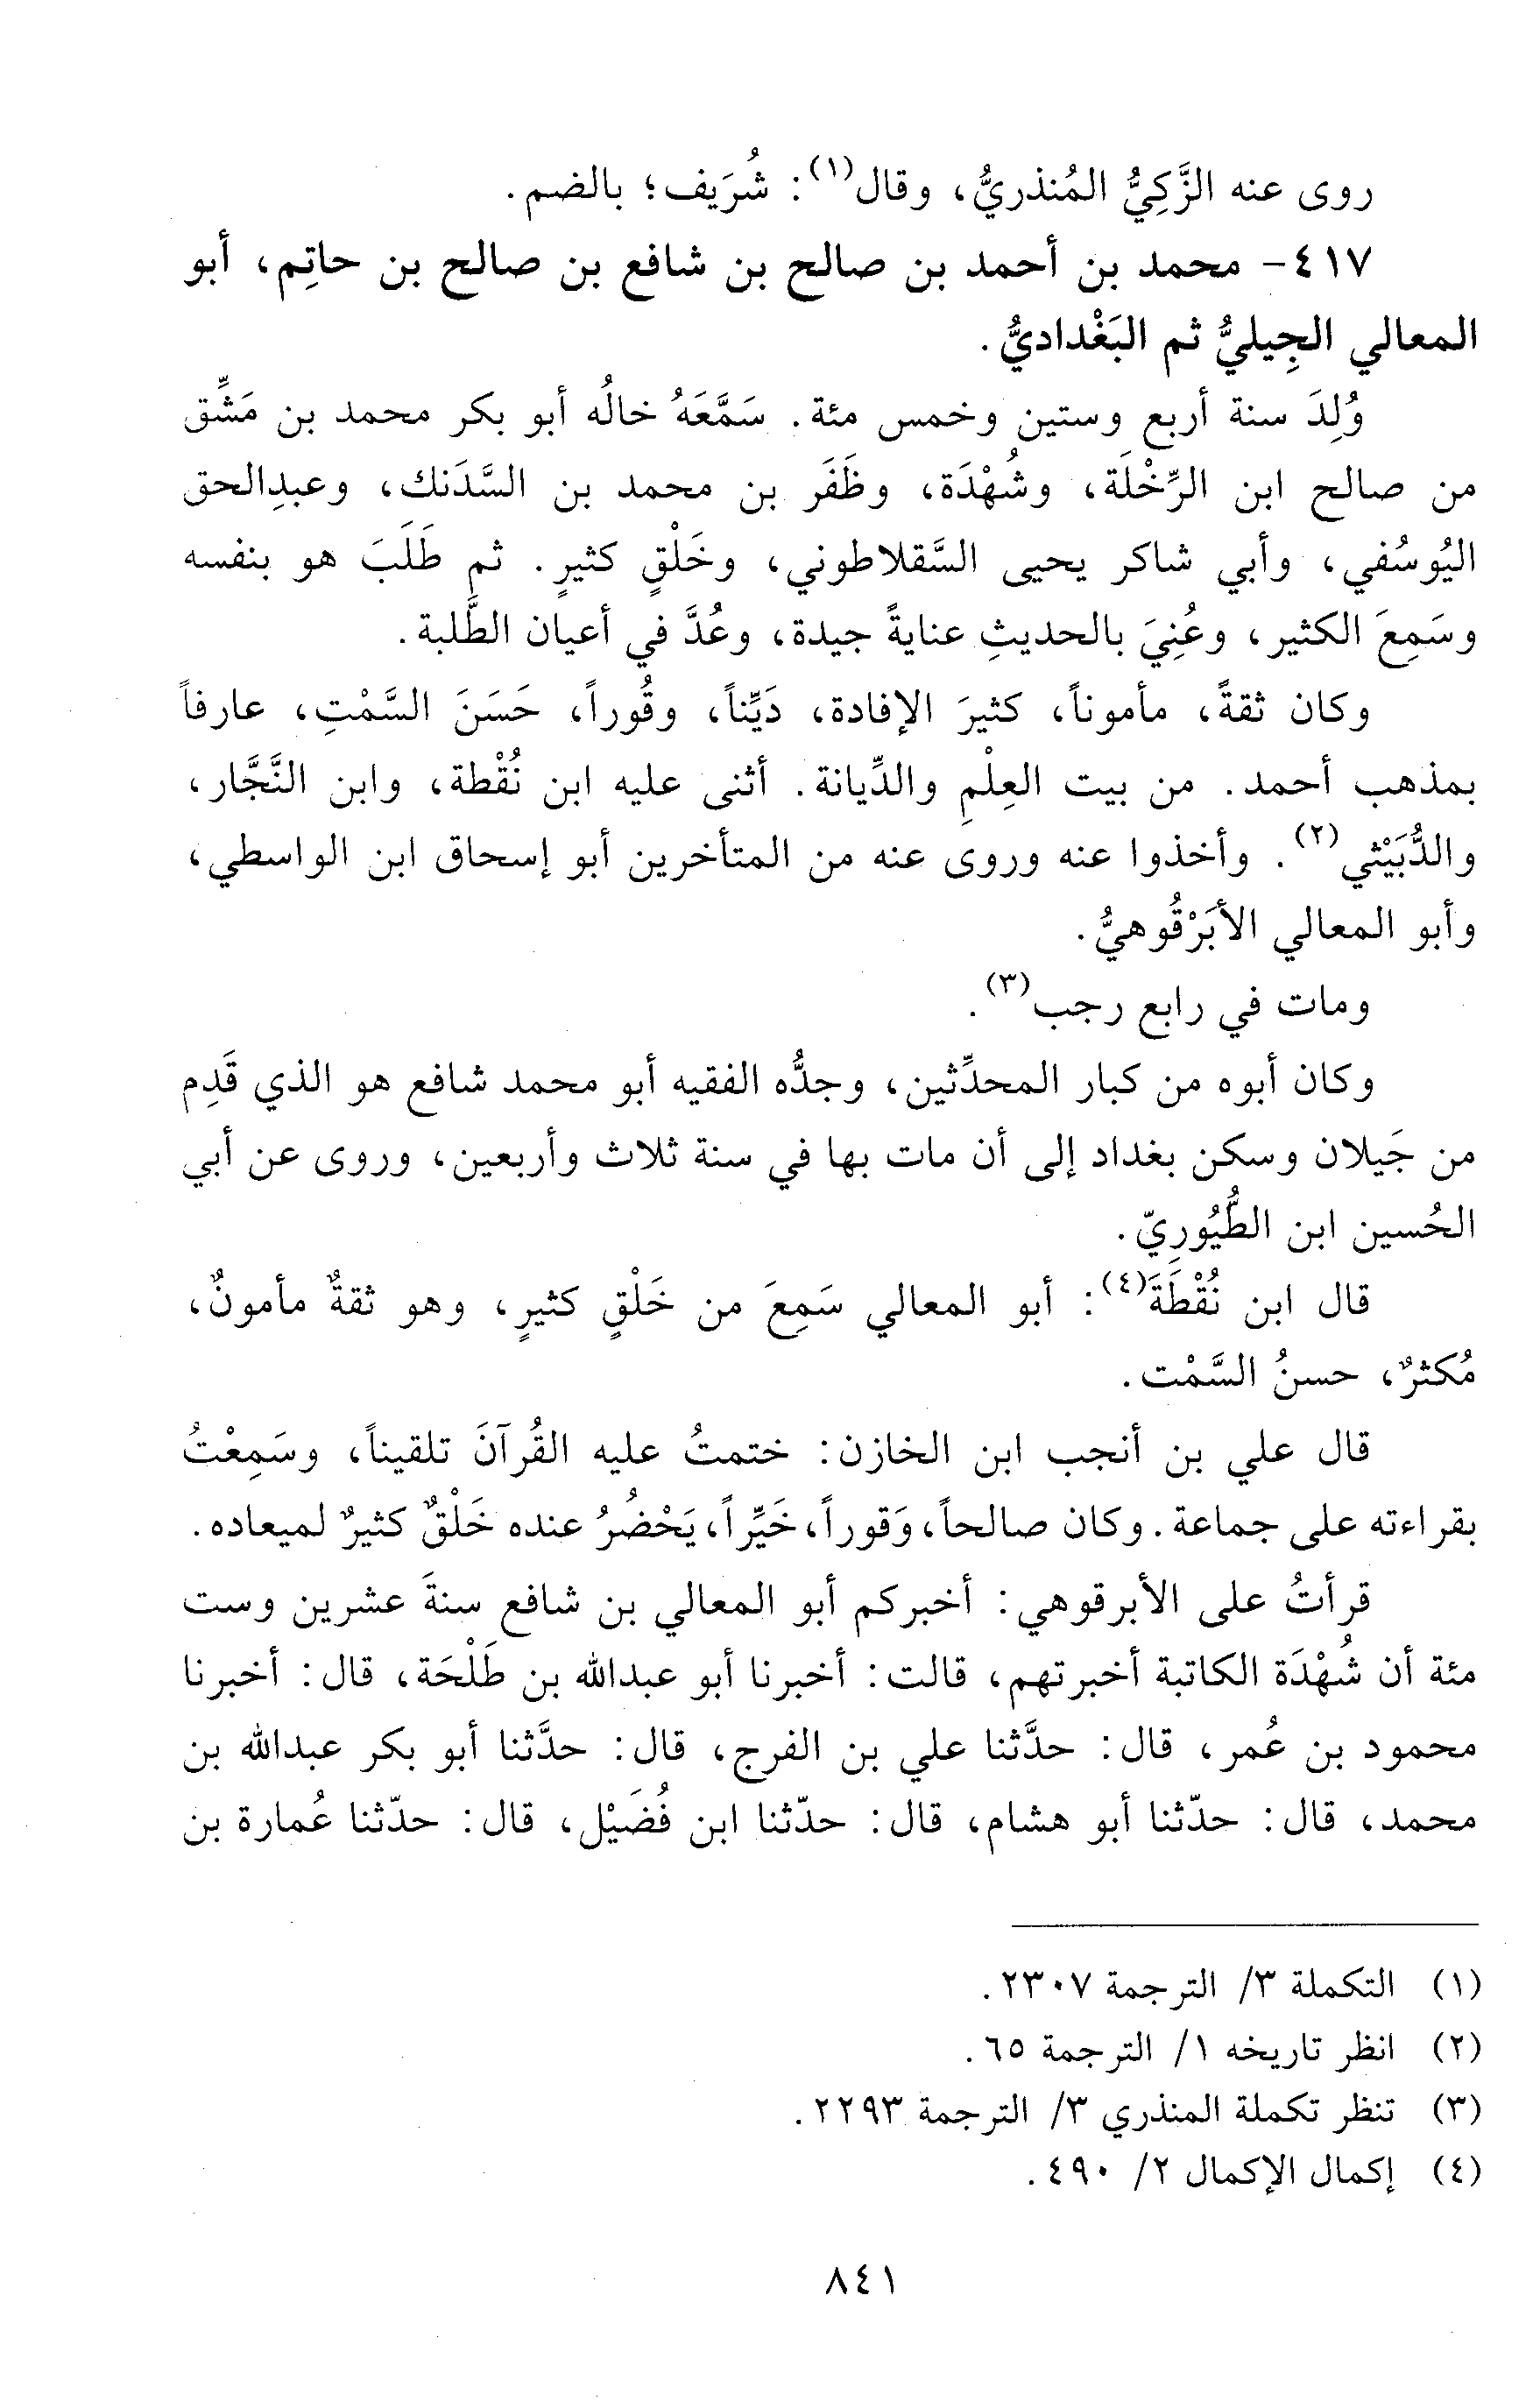 روى عنه الزَّكِيُّ المُنذريُّ، وقال(١): شُرَيف؛ بالضم.
٤١٧- محمد بن أحمد بن صالح بن شافع بن صالح بن حاتِم، أبو
المعالي الجِيليُّ ثم البَغْداديُّ.
وُلِدَ سنة أربع وستين وخمس مئة. سَمَّعَهُ خالُه أبو بكر محمد بن مَشِّق
من صالح ابن الرِّخْلَة، وشُهْدَة، وظَفَر بن محمد بن السَّدَنك، وعبدِالحق
اليُوسُفي، وأبي شاكر يحيى السَّقلاطوني، وخَلْقٍ كثيرٍ. ثم طَلَبَ هو بنفسه
وسَمِعَ الكثير، وعُنِيَ بالحديثِ عنايةً جيدة، وعُدَّ في أعيان الطَّلبة.
وكان ثقةً، مأموناً، كثيرَ الإفادة، دَيِّناً، وقُوراً، حَسَنَ السَّمْتِ، عارفاً
بمذهب أحمد. من بيت العِلْمِ والدِّيانة. أثنى عليه ابن نُقْطة، وابن النَّجَّار،
والدُّبَيْثي(٢). وأخذوا عنه وروى عنه من المتأخرين أبو إسحاق ابن الواسطي،
وأبو المعالي الأبَرْقُوهيُّ.
ومات في رابع رجب(٣).
وكان أبوه من كبار المحدِّثين، وجدُّه الفقيه أبو محمد شافع هو الذي قَدِم
من جَيلان وسكن بغداد إلى أن مات بها في سنة ثلاث وأربعين، وروى عن أبي
الحُسين ابن الطُّيُورِيّ.
قال ابن نُقْطَةَ(٤): أبو المعالي سَمِعَ من خَلْقٍ كثيرٍ، وهو ثقةٌ مأمونٌ،
مُكثرٌ، حسنُ السَّمْت.
قال علي بن أنجب ابن الخازن: ختمتُ عليه القُرآنَ تلقيناً، وسَمِعْتُ
بقراءته على جماعة. وكان صالحاً، وَقوراً، خَيِّراً، يَحْضُرُ عنده خَلْقٌ كثيرٌ لميعاده.
قرأتُ على الأبرقوهي: أخبركم أبو المعالي بن شافع سنةَ عشرين وست
مئة أن شُهْدَة الكاتبة أخبرتهم، قالت: أخبرنا أبو عبدالله بن طَلْحَة، قال: أخبرنا
محمود بن عُمر، قال: حدَّثنا علي بن الفرج، قال: حدَّثنا أبو بكر عبدالله بن
محمد، قال: حدّثنا أبو هشام، قال: حدّثنا ابن فُضَيْل، قال: حدّثنا عُمارة بن
(١) التكملة ٣/ الترجمة ٢٣٠٧.
(٢) انظر تاريخه ١/ الترجمة ٦٥.
(٣) تنظر تكملة المنذري ٣/ الترجمة ٢٢٩٣.
(٤) إكمال الإكمال ٢/ ٤٩٠.
٨٤١